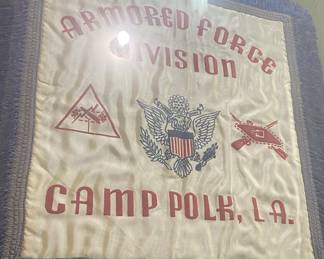 ARMORED FORCE
DIVISION
CAMP POLK, LA.